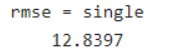 rmse = single
12.8397